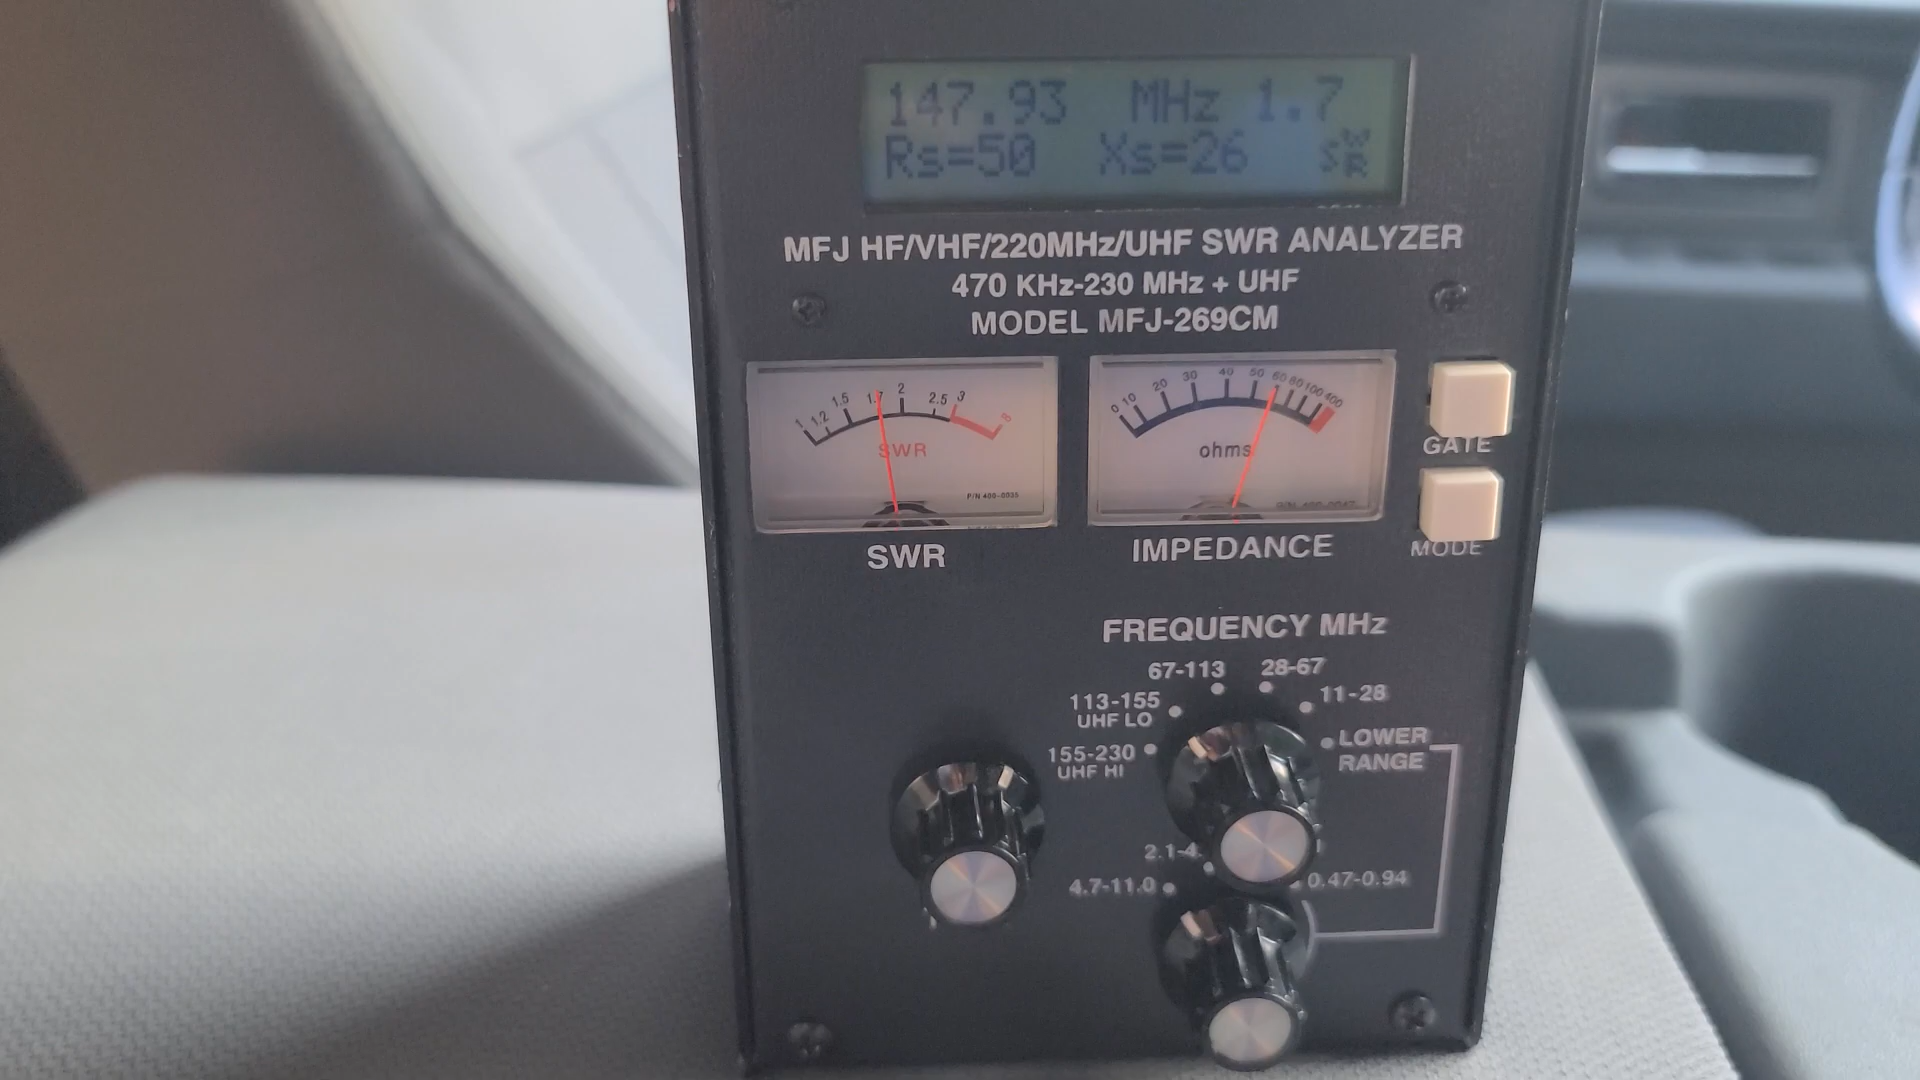 147.93 MHz 1.7
Rs=50 Xs=26 SWR
MFJ HF/VHF/220MHz/UHF SWR ANALYZER
470 KHz-230 MHz + UHF
MODEL MFJ-269CM
1 1.2 1.5 1.7 2 2.5 3
SWR
P/N 400-0035
0 10 20 30 40 50 60 80 100 400
ohms
GATE
MODE
SWR
IMPEDANCE
FREQUENCY MHz
67-113
28-67
113-155
UHF LO
11-28
155-230
UHF HI
LOWER
RANGE
4.7-11.0
0.47-0.94